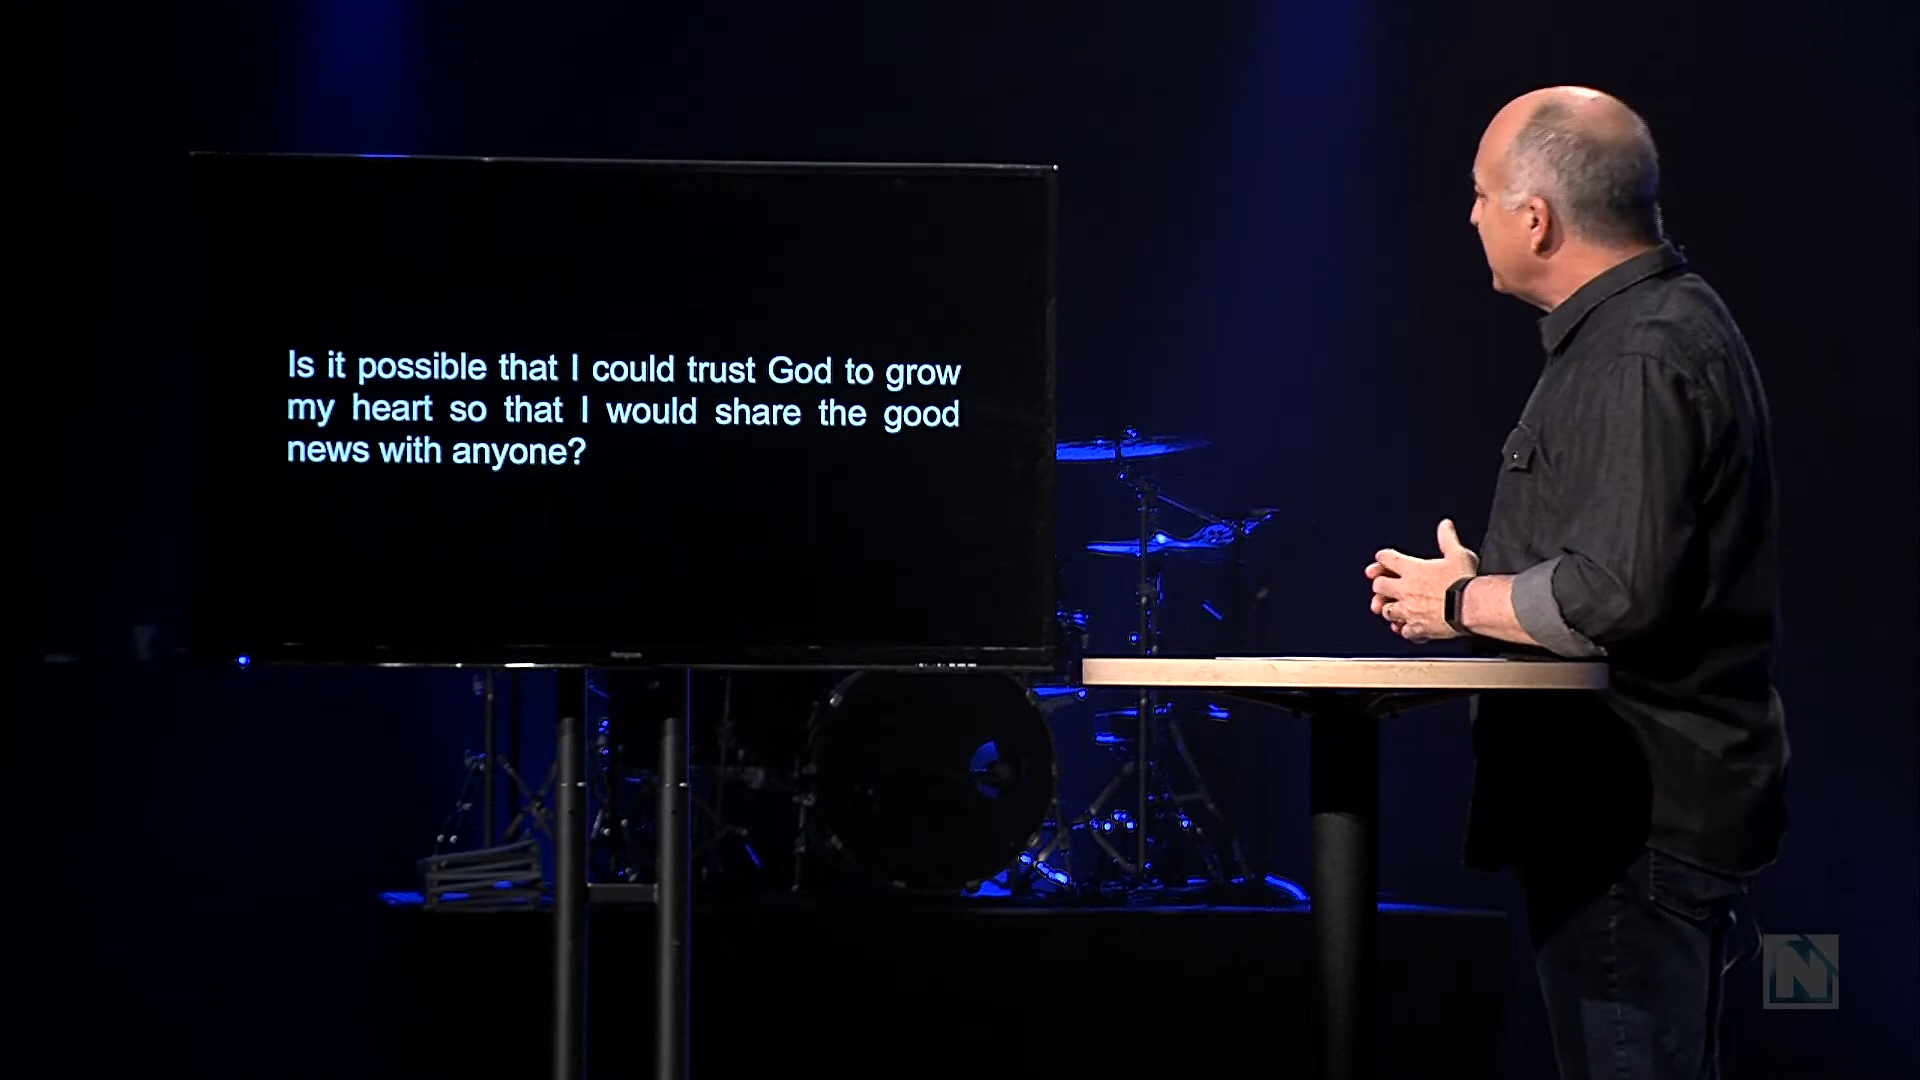 Is it possible that I could trust God to grow
my heart so that I would share the good
news with anyone?
N